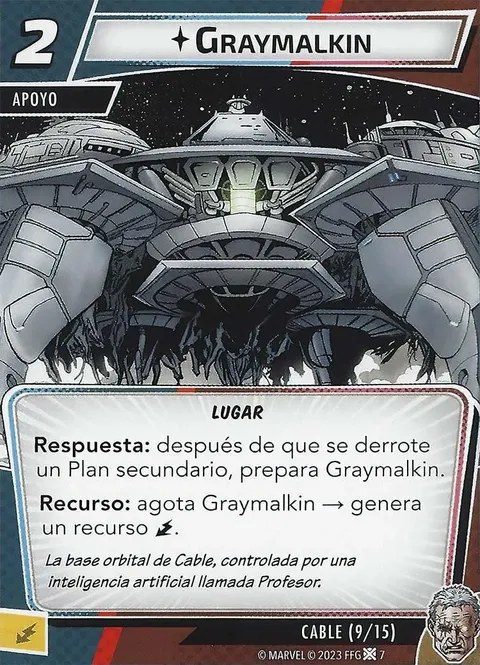 2
GRAYMALKIN
APOYO
LUGAR
Respuesta: después de que se derrote
un Plan secundario, prepara Graymalkin.
Recurso: agota Graymalkin → genera
un recurso .
La base orbital de Cable, controlada por una
inteligencia artificial llamada Profesor.
CABLE (9/15)
© MARVEL © 2023 FFG 7